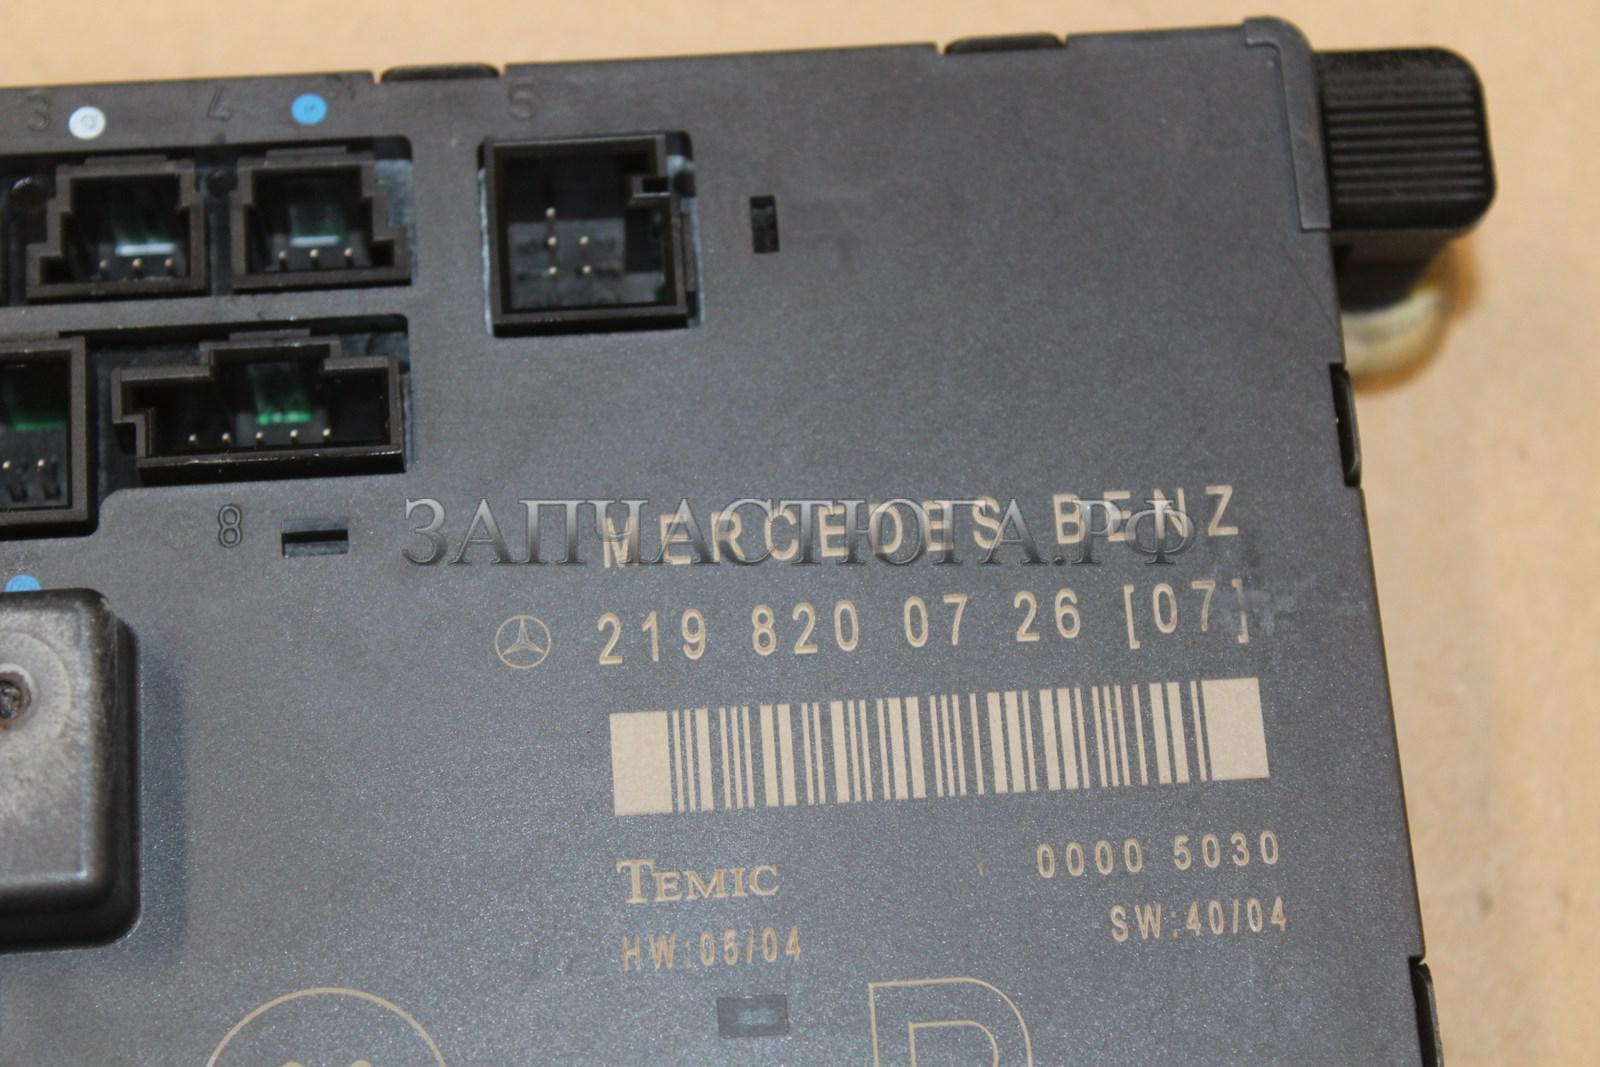 3 4 5
8
ЗАПЧАСТЮГА.РФ
MERCEDES BENZ
219 820 07 26 [07]
TEMIC
0000 5030
HW:05/04
SW:40/04
R